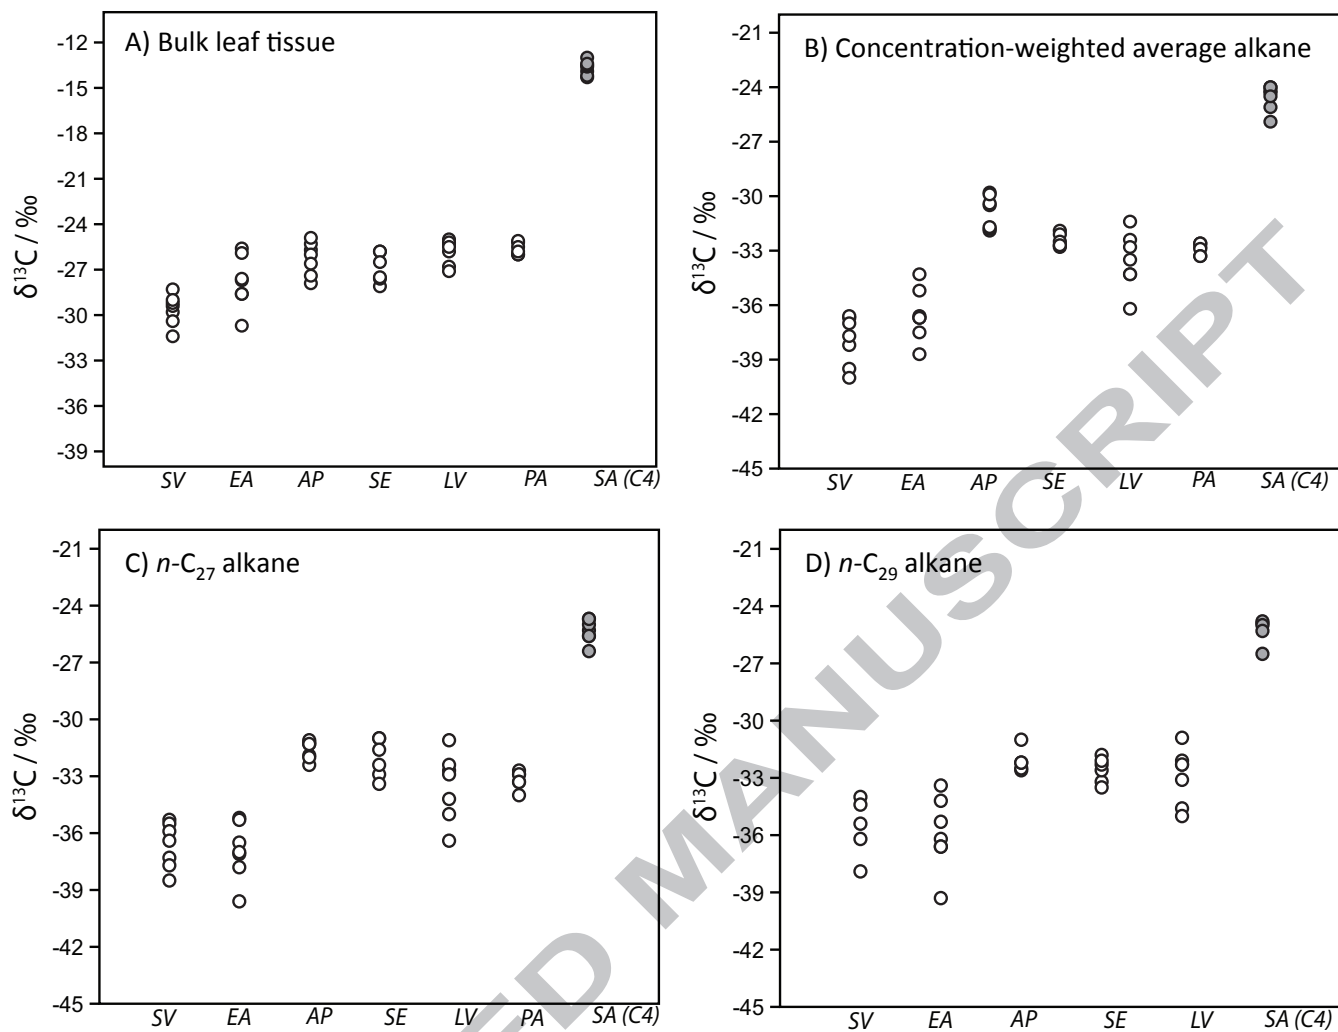 A) Bulk leaf tissue
-12
-15
-18
-21
-24
-27
-30
-33
-36
-39
δ13C / ‰
SV EA AP SE LV PA SA (C4)
B) Concentration-weighted average alkane
-21
-24
-27
-30
-33
-36
-39
-42
-45
δ13C / ‰
SV EA AP SE LV PA SA (C4)
C) n-C27 alkane
-21
-24
-27
-30
-33
-36
-39
-42
-45
δ13C / ‰
SV EA AP SE LV PA SA (C4)
D) n-C29 alkane
-21
-24
-27
-30
-33
-36
-39
-42
-45
δ13C / ‰
SV EA AP SE LV SA (C4)
ED MANUSCRIPT